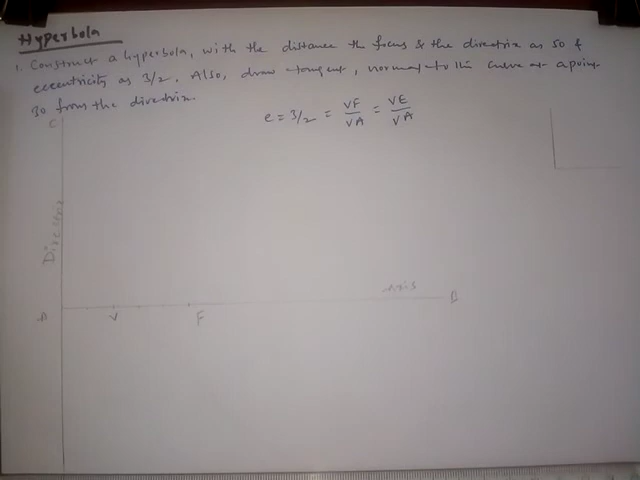 Hyperbola
1. Construct a hyperbola, with the distance the focus & the directrix as 50 &
eccentricity as 3/2. Also, draw tangent, normal to the curve at a point
30 from the directrix.
e = 3/2 = VF/VA = VE/VA
C
Directrix
Axis
A V F B